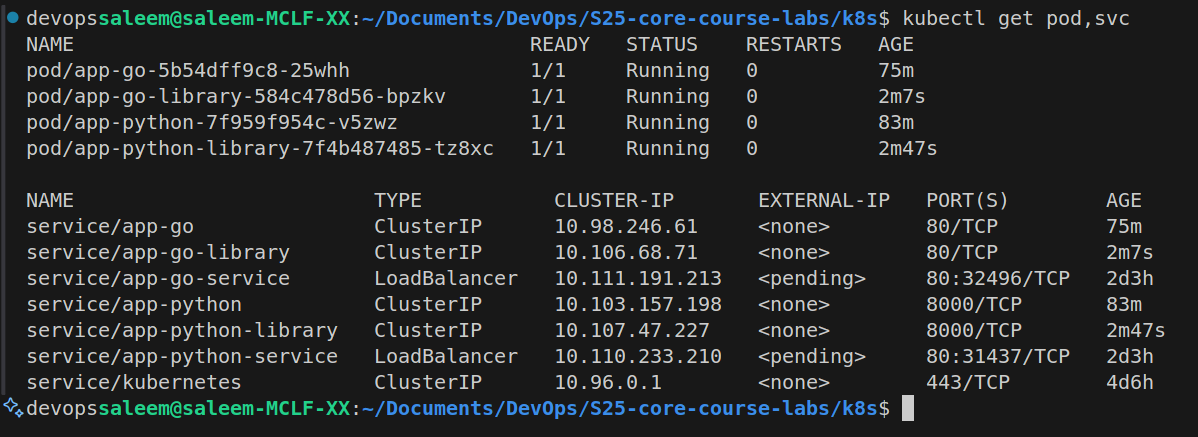 devopssaleem@saleem-MCLF-XX:~/Documents/DevOps/S25-core-course-labs/k8s$ kubectl get pod,svc
NAME                                      READY   STATUS    RESTARTS   AGE
pod/app-go-5b54dff9c8-25whh               1/1     Running   0          75m
pod/app-go-library-584c478d56-bpzkv       1/1     Running   0          2m7s
pod/app-python-7f959f954c-v5zwz           1/1     Running   0          83m
pod/app-python-library-7f4b487485-tz8xc   1/1     Running   0          2m47s

NAME                         TYPE           CLUSTER-IP       EXTERNAL-IP   PORT(S)        AGE
service/app-go               ClusterIP      10.98.246.61     <none>        80/TCP         75m
service/app-go-library       ClusterIP      10.106.68.71     <none>        80/TCP         2m7s
service/app-go-service       LoadBalancer   10.111.191.213   <pending>     80:32496/TCP   2d3h
service/app-python           ClusterIP      10.103.157.198   <none>        8000/TCP       83m
service/app-python-library   ClusterIP      10.107.47.227    <none>        8000/TCP       2m47s
service/app-python-service   LoadBalancer   10.110.233.210   <pending>     80:31437/TCP   2d3h
service/kubernetes           ClusterIP      10.96.0.1        <none>        443/TCP        4d6h
devopssaleem@saleem-MCLF-XX:~/Documents/DevOps/S25-core-course-labs/k8s$